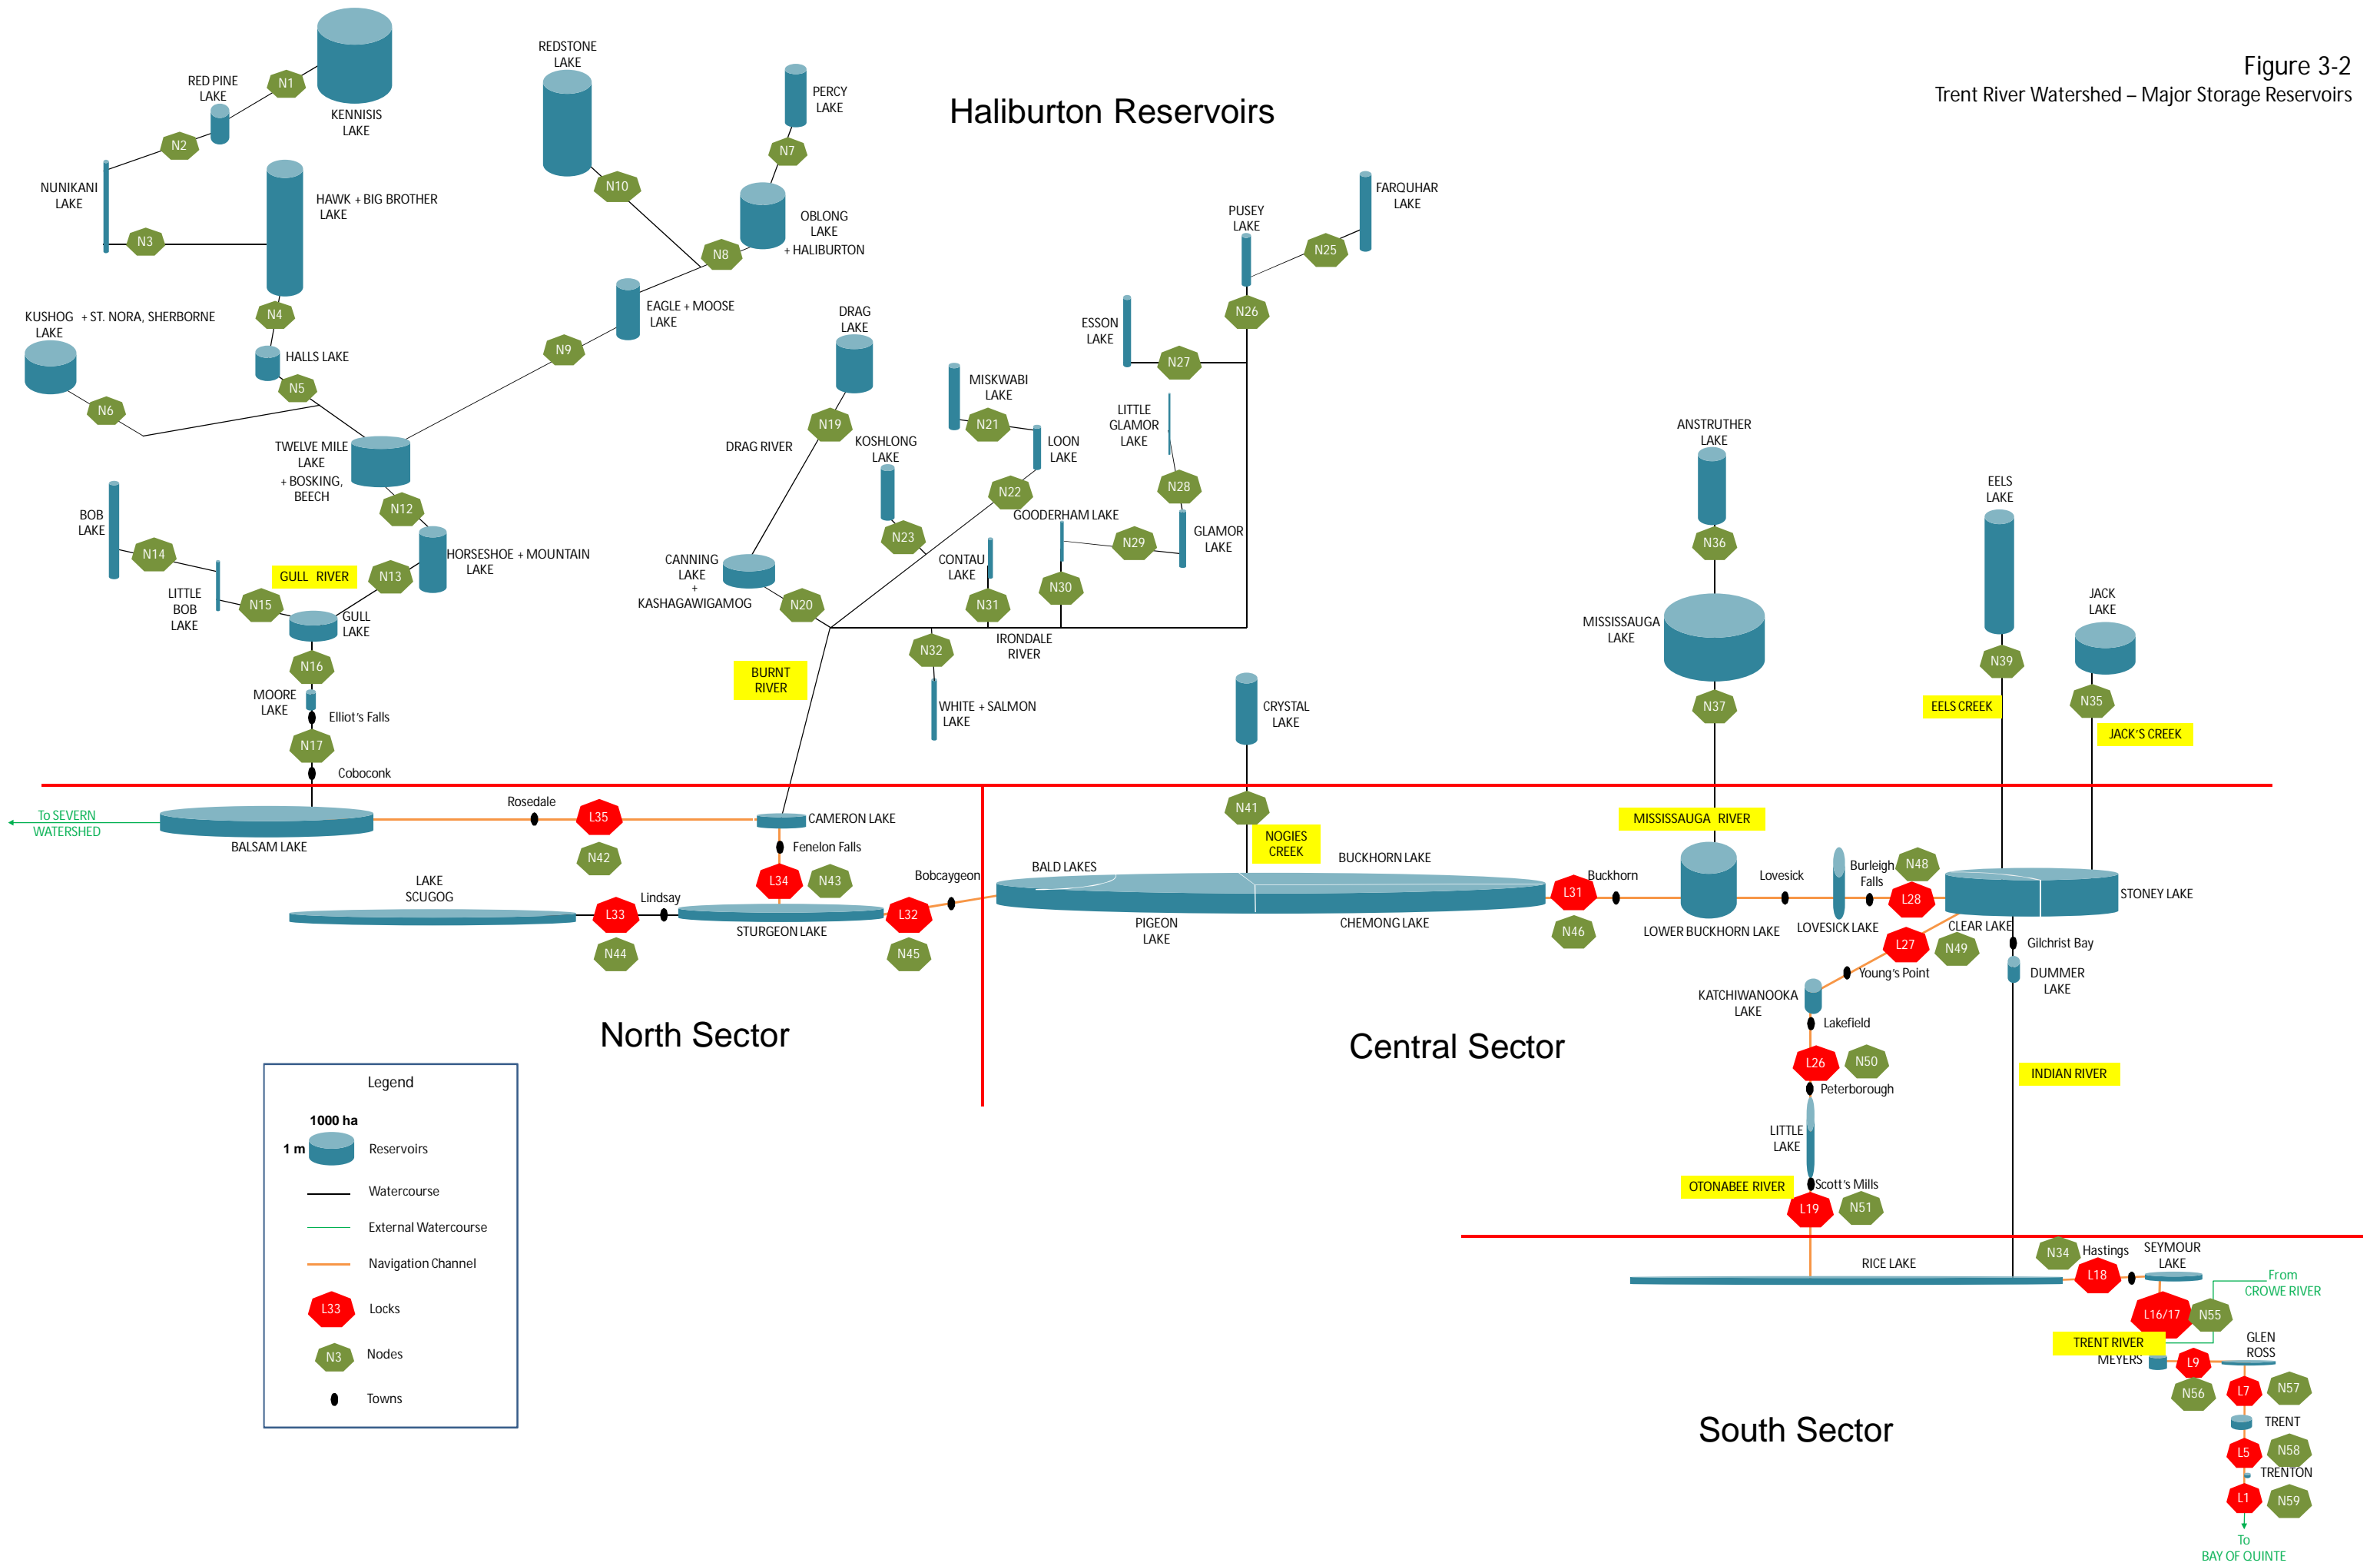 Figure 3-2
Trent River Watershed – Major Storage Reservoirs
Haliburton Reservoirs
KENNISIS
LAKE
N1
RED PINE
LAKE
N2
NUNIKANI
LAKE
N3
HAWK + BIG BROTHER
LAKE
N4
KUSHOG + ST. NORA, SHERBORNE
LAKE
HALLS LAKE
N5
N6
REDSTONE
LAKE
N10
PERCY
LAKE
N7
OBLONG
LAKE
+ HALIBURTON
N8
EAGLE + MOOSE
LAKE
N9
TWELVE MILE
LAKE
+ BOSKING,
BEECH
N12
HORSESHOE + MOUNTAIN
LAKE
N13
BOB
LAKE
N14
LITTLE
BOB
LAKE
N15
GULL RIVER
GULL
LAKE
N16
MOORE
LAKE
Elliot's Falls
N17
Coboconk
DRAG
LAKE
N19
DRAG RIVER
CANNING
LAKE
+
KASHAGAWIGAMOG
N20
KOSHLONG
LAKE
N23
MISKWABI
LAKE
N21
LOON
LAKE
N22
FARQUHAR
LAKE
N25
PUSEY
LAKE
N26
ESSON
LAKE
N27
LITTLE
GLAMOR
LAKE
N28
GLAMOR
LAKE
N29
GOODERHAM LAKE
N30
CONTAU
LAKE
N31
IRONDALE
RIVER
N32
WHITE + SALMON
LAKE
BURNT
RIVER
CRYSTAL
LAKE
N41
NOGIES
CREEK
ANSTRUTHER
LAKE
N36
MISSISSAUGA
LAKE
N37
MISSISSAUGA RIVER
EELS
LAKE
N39
EELS CREEK
JACK
LAKE
N35
JACK'S CREEK
To SEVERN
WATERSHED
BALSAM LAKE
Rosedale
L35
N42
CAMERON LAKE
Fenelon Falls
L34
N43
LAKE
SCUGOG
L33
N44
Lindsay
STURGEON LAKE
L32
N45
Bobcaygeon
BALD LAKES
BUCKHORN LAKE
PIGEON
LAKE
CHEMONG LAKE
L31
N46
Buckhorn
LOWER BUCKHORN LAKE
Lovesick
LOVESICK LAKE
Burleigh
Falls
N48
L28
STONEY LAKE
CLEAR LAKE
L27
N49
Young's Point
Gilchrist Bay
DUMMER
LAKE
KATCHIWANOOKA
LAKE
Lakefield
L26
N50
Peterborough
LITTLE
LAKE
OTONABEE RIVER
Scott's Mills
L19
N51
INDIAN RIVER
North Sector
Central Sector
South Sector
RICE LAKE
N34
Hastings
L18
SEYMOUR
LAKE
From
CROWE RIVER
L16/17
N55
TRENT RIVER
MEYERS
L9
N56
GLEN
ROSS
L7
N57
TRENT
L5
N58
TRENTON
L1
N59
To
BAY OF QUINTE
Legend
1000 ha
1 m
Reservoirs
Watercourse
External Watercourse
Navigation Channel
L33
Locks
N3
Nodes
Towns